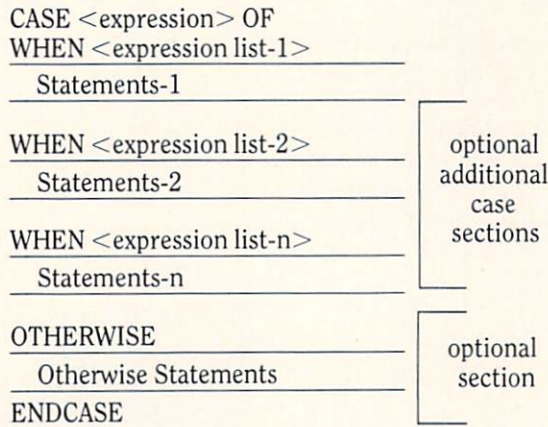 CASE <expression> OF
WHEN <expression list-1>
Statements-1
WHEN <expression list-2>
Statements-2
WHEN <expression list-n>
Statements-n
optional
additional
case
sections
OTHERWISE
Otherwise Statements
ENDCASE
optional
section